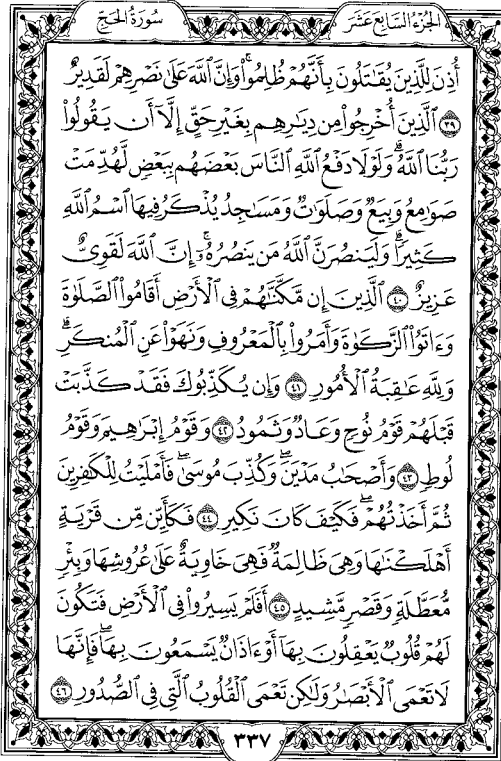 سُورَةُ الحَجِّ
الجُزْءُ السَّابِعَ عَشَرَ
أُذِنَ لِلَّذِينَ يُقَٰتَلُونَ بِأَنَّهُمْ ظُلِمُوا۟ ۚ وَإِنَّ ٱللَّهَ عَلَىٰ نَصْرِهِمْ لَقَدِيرٌ
٣٩ ٱلَّذِينَ أُخْرِجُوا۟ مِن دِيَٰرِهِم بِغَيْرِ حَقٍّ إِلَّآ أَن يَقُولُوا۟
رَبُّنَا ٱللَّهُ ۗ وَلَوْلَا دَفْعُ ٱللَّهِ ٱلنَّاسَ بَعْضَهُم بِبَعْضٍ لَّهُدِّمَتْ
صَوَٰمِعُ وَبِيَعٌ وَصَلَوَٰتٌ وَمَسَٰجِدُ يُذْكَرُ فِيهَا ٱسْمُ ٱللَّهِ
كَثِيرًا ۗ وَلَيَنصُرَنَّ ٱللَّهُ مَن يَنصُرُهُۥٓ ۗ إِنَّ ٱللَّهَ لَقَوِىٌّ
عَزِيزٌ ٤٠ ٱلَّذِينَ إِن مَّكَّنَّٰهُمْ فِى ٱلْأَرْضِ أَقَامُوا۟ ٱلصَّلَوٰةَ
وَءَاتَوُا۟ ٱلزَّكَوٰةَ وَأَمَرُوا۟ بِٱلْمَعْرُوفِ وَنَهَوْا۟ عَنِ ٱلْمُنكَرِ ۗ
وَلِلَّهِ عَٰقِبَةُ ٱلْأُمُورِ ٤١ وَإِن يُكَذِّبُوكَ فَقَدْ كَذَّبَتْ
قَبْلَهُمْ قَوْمُ نُوحٍ وَعَادٌ وَثَمُودُ ٤٢ وَقَوْمُ إِبْرَٰهِيمَ وَقَوْمُ
لُوطٍ ٤٣ وَأَصْحَٰبُ مَدْيَنَ ۖ وَكُذِّبَ مُوسَىٰ ۖ فَأَمْلَيْتُ لِلْكَٰفِرِينَ
ثُمَّ أَخَذْتُهُمْ ۖ فَكَيْفَ كَانَ نَكِيرِ ٤٤ فَكَأَيِّن مِّن قَرْيَةٍ
أَهْلَكْنَٰهَا وَهِىَ ظَالِمَةٌ فَهِىَ خَاوِيَةٌ عَلَىٰ عُرُوشِهَا وَبِئْرٍ
مُّعَطَّلَةٍ وَقَصْرٍ مَّشِيدٍ ٤٥ أَفَلَمْ يَسِيرُوا۟ فِى ٱلْأَرْضِ فَتَكُونَ
لَهُمْ قُلُوبٌ يَعْقِلُونَ بِهَآ أَوْ ءَاذَانٌ يَسْمَعُونَ بِهَا ۖ فَإِنَّهَا
لَا تَعْمَى ٱلْأَبْصَٰرُ وَلَٰكِن تَعْمَى ٱلْقُلُوبُ ٱلَّتِى فِى ٱلصُّدُورِ ٤٦
٣٣٧